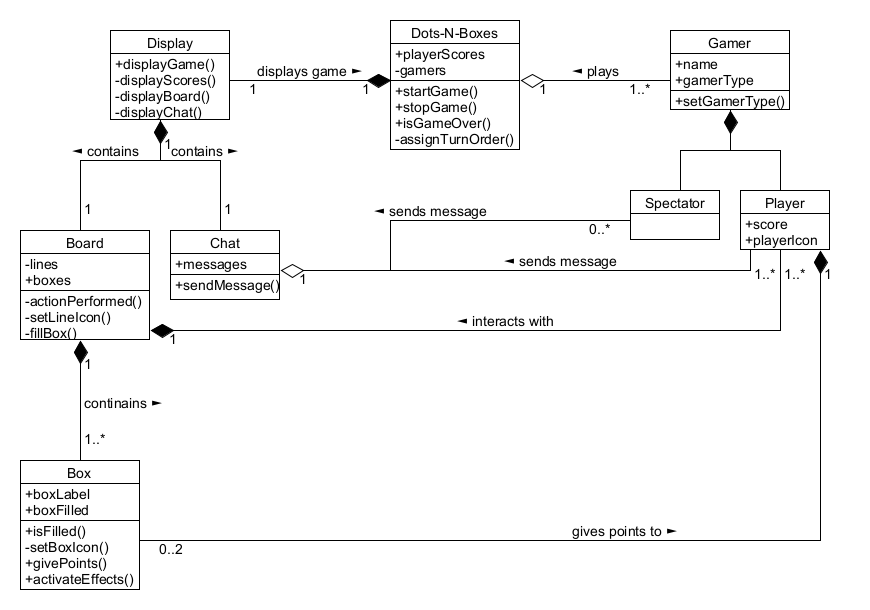 Display
+displayGame()
-displayScores()
-displayBoard()
-displayChat()
displays game ►
1
1
Dots-N-Boxes
+playerScores
-gamers
+startGame()
+stopGame()
+isGameOver()
-assignTurnOrder()
◄ plays
1
1..*
Gamer
+name
+gamerType
+setGamerType()
1
◄ contains
contains ►
1
1
Spectator
Player
+score
+playerIcon
◄ sends message
0..*
Board
-lines
+boxes
-actionPerformed()
-setLineIcon()
-fillBox()
Chat
+messages
+sendMessage()
◄ sends message
1
1..*
1..*
1
◄ interacts with
1
1
continains ►
1..*
Box
+boxLabel
+boxFilled
+isFilled()
-setBoxIcon()
+givePoints()
+activateEffects()
gives points to ►
0..2